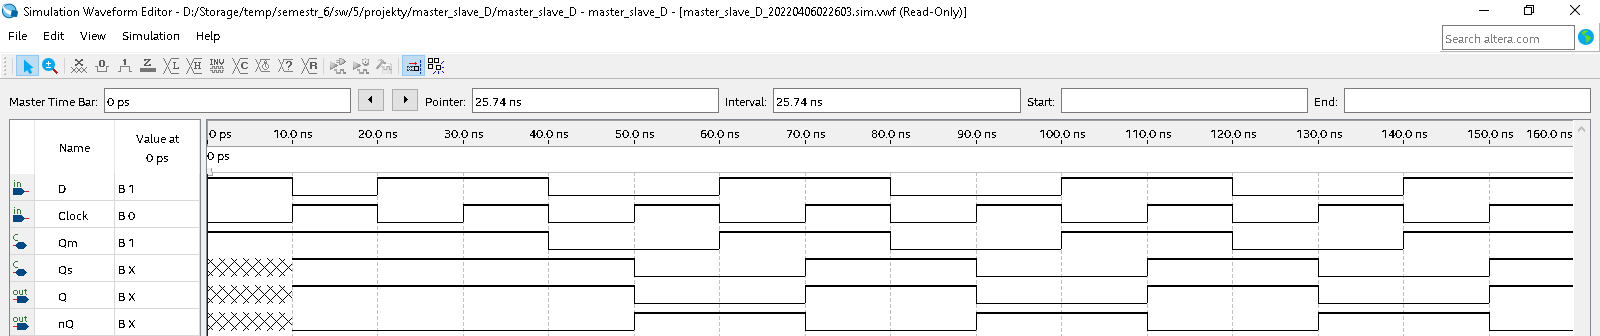 Simulation Waveform Editor - D:/Storage/temp/semestr_6/sw/5/projekty/master_slave_D/master_slave_D - master_slave_D - [master_slave_D_20220406022603.sim.vwf (Read-Only)]
File Edit View Simulation Help
Search altera.com
Master Time Bar: 0 ps Pointer: 25.74 ns Interval: 25.74 ns Start: End:
Name Value at 0 ps
0 ps 10.0 ns 20.0 ns 30.0 ns 40.0 ns 50.0 ns 60.0 ns 70.0 ns 80.0 ns 90.0 ns 100.0 ns 110.0 ns 120.0 ns 130.0 ns 140.0 ns 150.0 ns 160.0 ns
0 ps
in D B 1
in Clock B 0
C Qm B 1
C Qs B X
out Q B X
out nQ B X